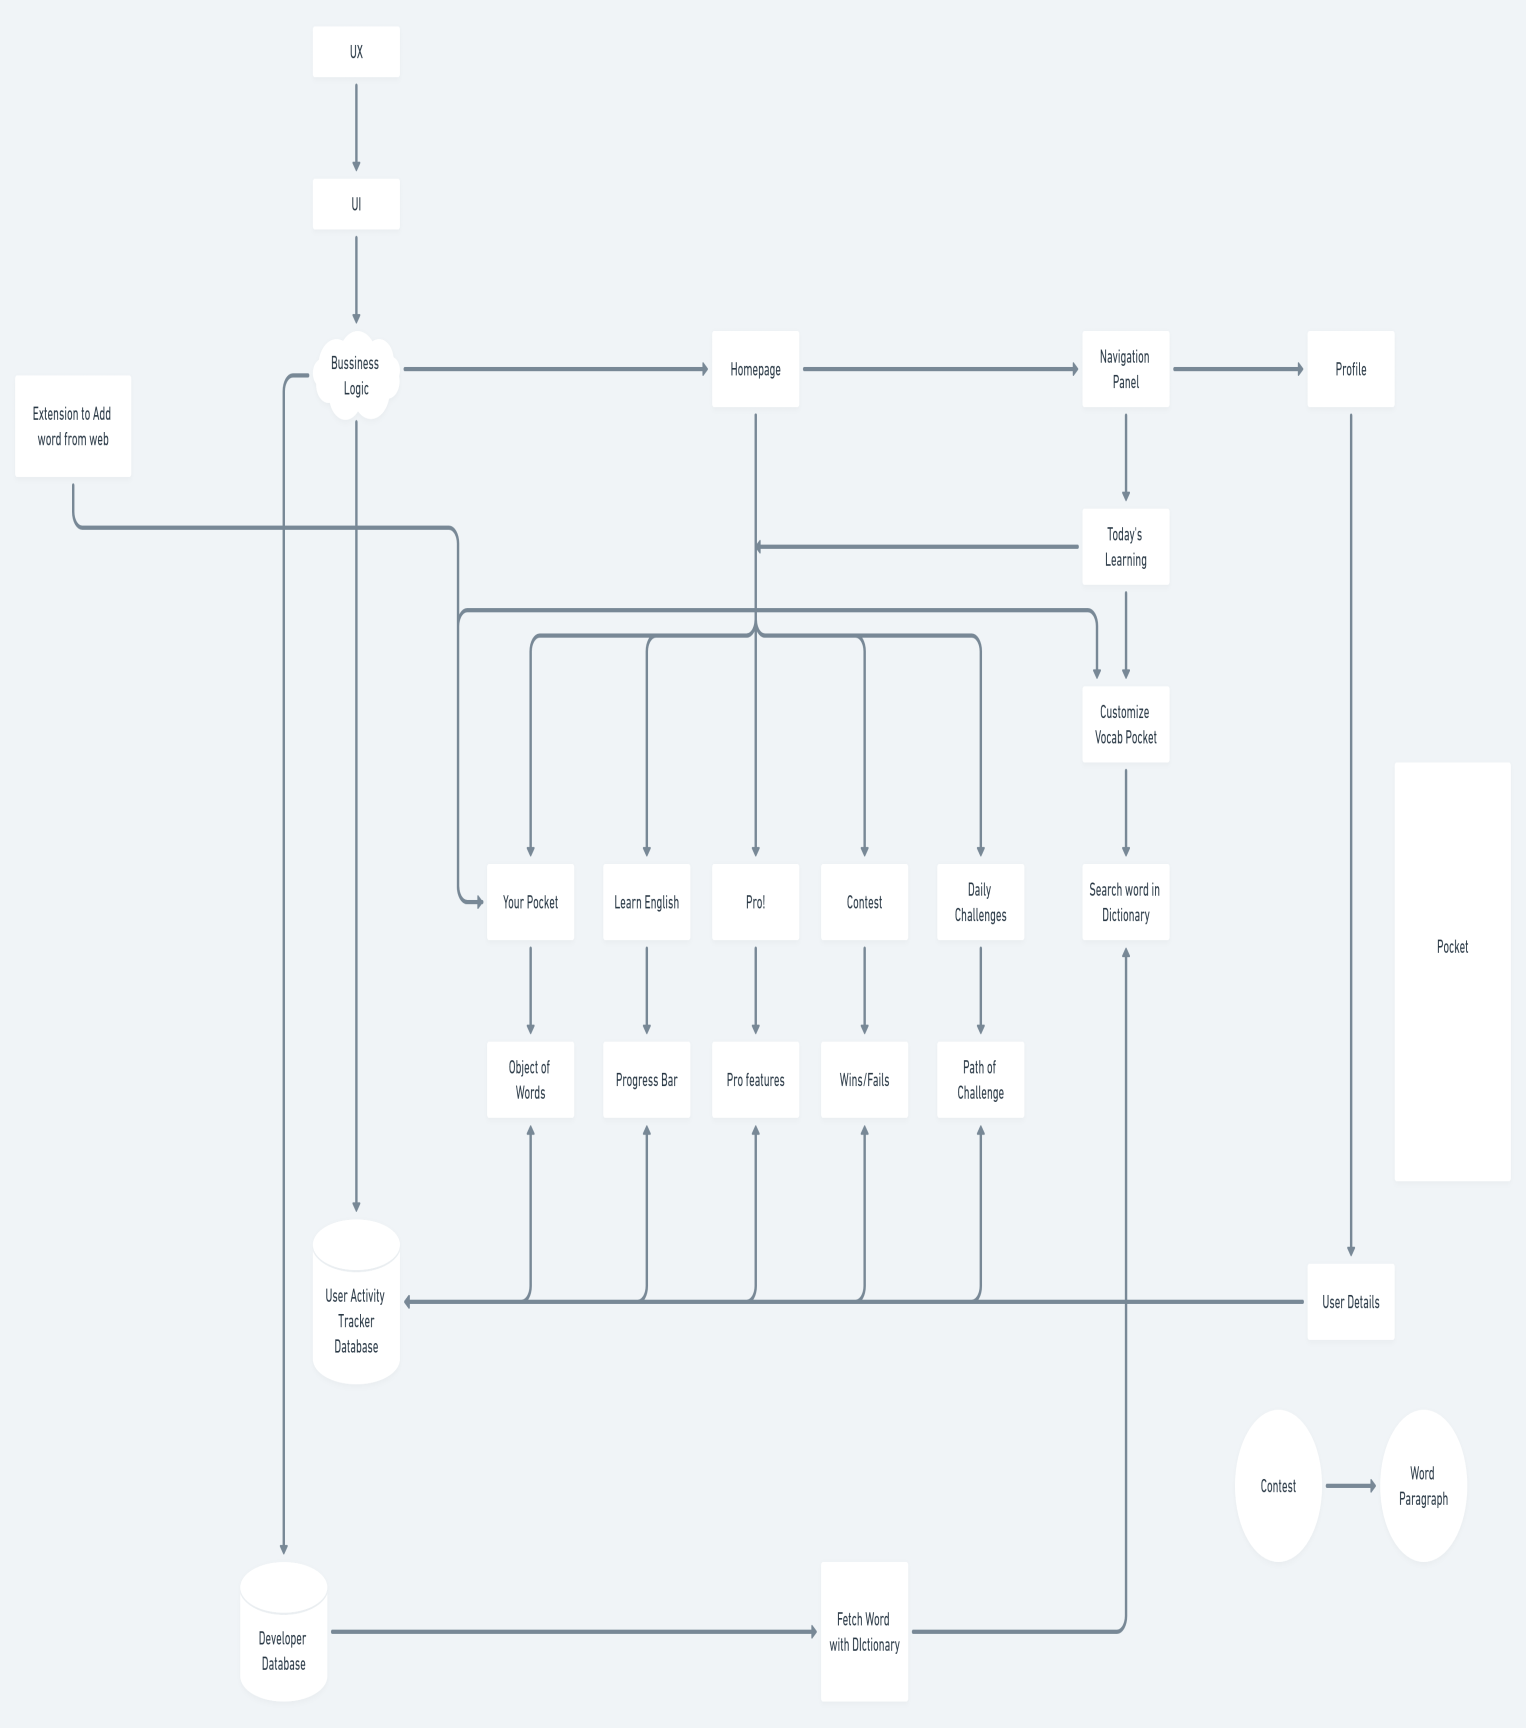 UX
UI
Bussiness
Logic
Homepage
Navigation
Panel
Profile
Extension to Add
word from web
Today's
Learning
Customize
Vocab Pocket
Your Pocket
Learn English
Pro!
Contest
Daily
Challenges
Search word in
Dictionary
Pocket
Object of
Words
Progress Bar
Pro features
Wins/Fails
Path of
Challenge
User Activity
Tracker
Database
User Details
Contest
Word
Paragraph
Developer
Database
Fetch Word
with DIctionary